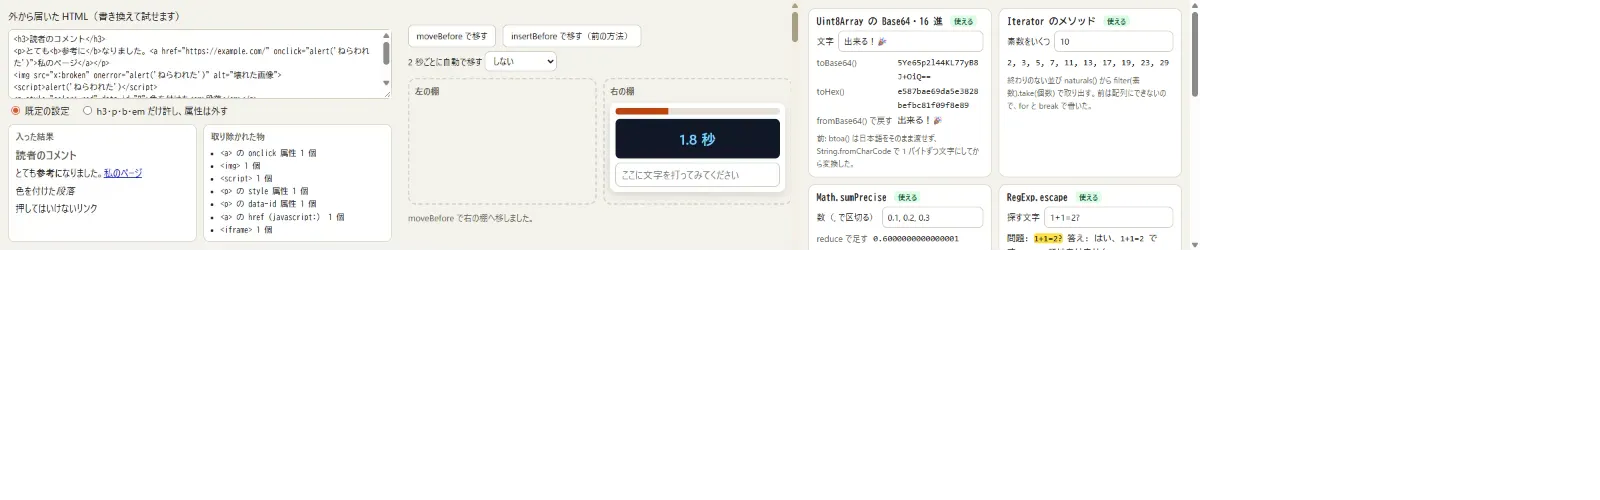 外から届いた HTML（書き換えて試せます）
<h3>読者のコメント</h3>
<p>とても<b>参考に</b>なりました。<a href="https://example.com/" onclick="alert('ねらわれ
た')">私のページ</a></p>
<img src="x:broken" onerror="alert('ねらわれた')" alt="壊れた画像">
<script>alert('ねらわれた')</script>
既定の設定
h3・p・b・em だけ許し、属性は外す
入った結果
読者のコメント
とても参考になりました。私のページ
色を付けた段落
押してはいけないリンク
取り除かれた物
<a> の onclick 属性 1 個
<img> 1 個
<script> 1 個
<p> の style 属性 1 個
<p> の data-id 属性 1 個
<a> の href (javascript:) 1 個
<iframe> 1 個
moveBefore で移す
insertBefore で移す（前の方法）
2 秒ごとに自動で移す
しない
左の棚
右の棚
1.8 秒
ここに文字を打ってみてください
moveBefore で右の棚へ移しました。
Uint8Array の Base64・16 進
使える
文字
出来る！🎉
toBase64()
5Ye65p2l44KL77yB8
J+OiQ==
toHex()
e587bae69da5e3828
befbc81f09f8e89
fromBase64() で戻す
出来る！🎉
前: btoa() は日本語をそのまま渡せず、
String.fromCharCode で 1 バイトずつ文字にしてか
ら変換した。
Iterator のメソッド
使える
素数をいくつ
10
2, 3, 5, 7, 11, 13, 17, 19, 23, 29
終わりのない並び naturals() から filter(素
数).take(個数) で取り出す。前は配列にできないの
で、for と break で書いた。
Math.sumPrecise
使える
数（, で区切る）
0.1, 0.2, 0.3
reduce で足す
0.6000000000000001
RegExp.escape
使える
探す文字
1+1=2?
問題: 1+1=2? 答え: はい、1+1=2 で